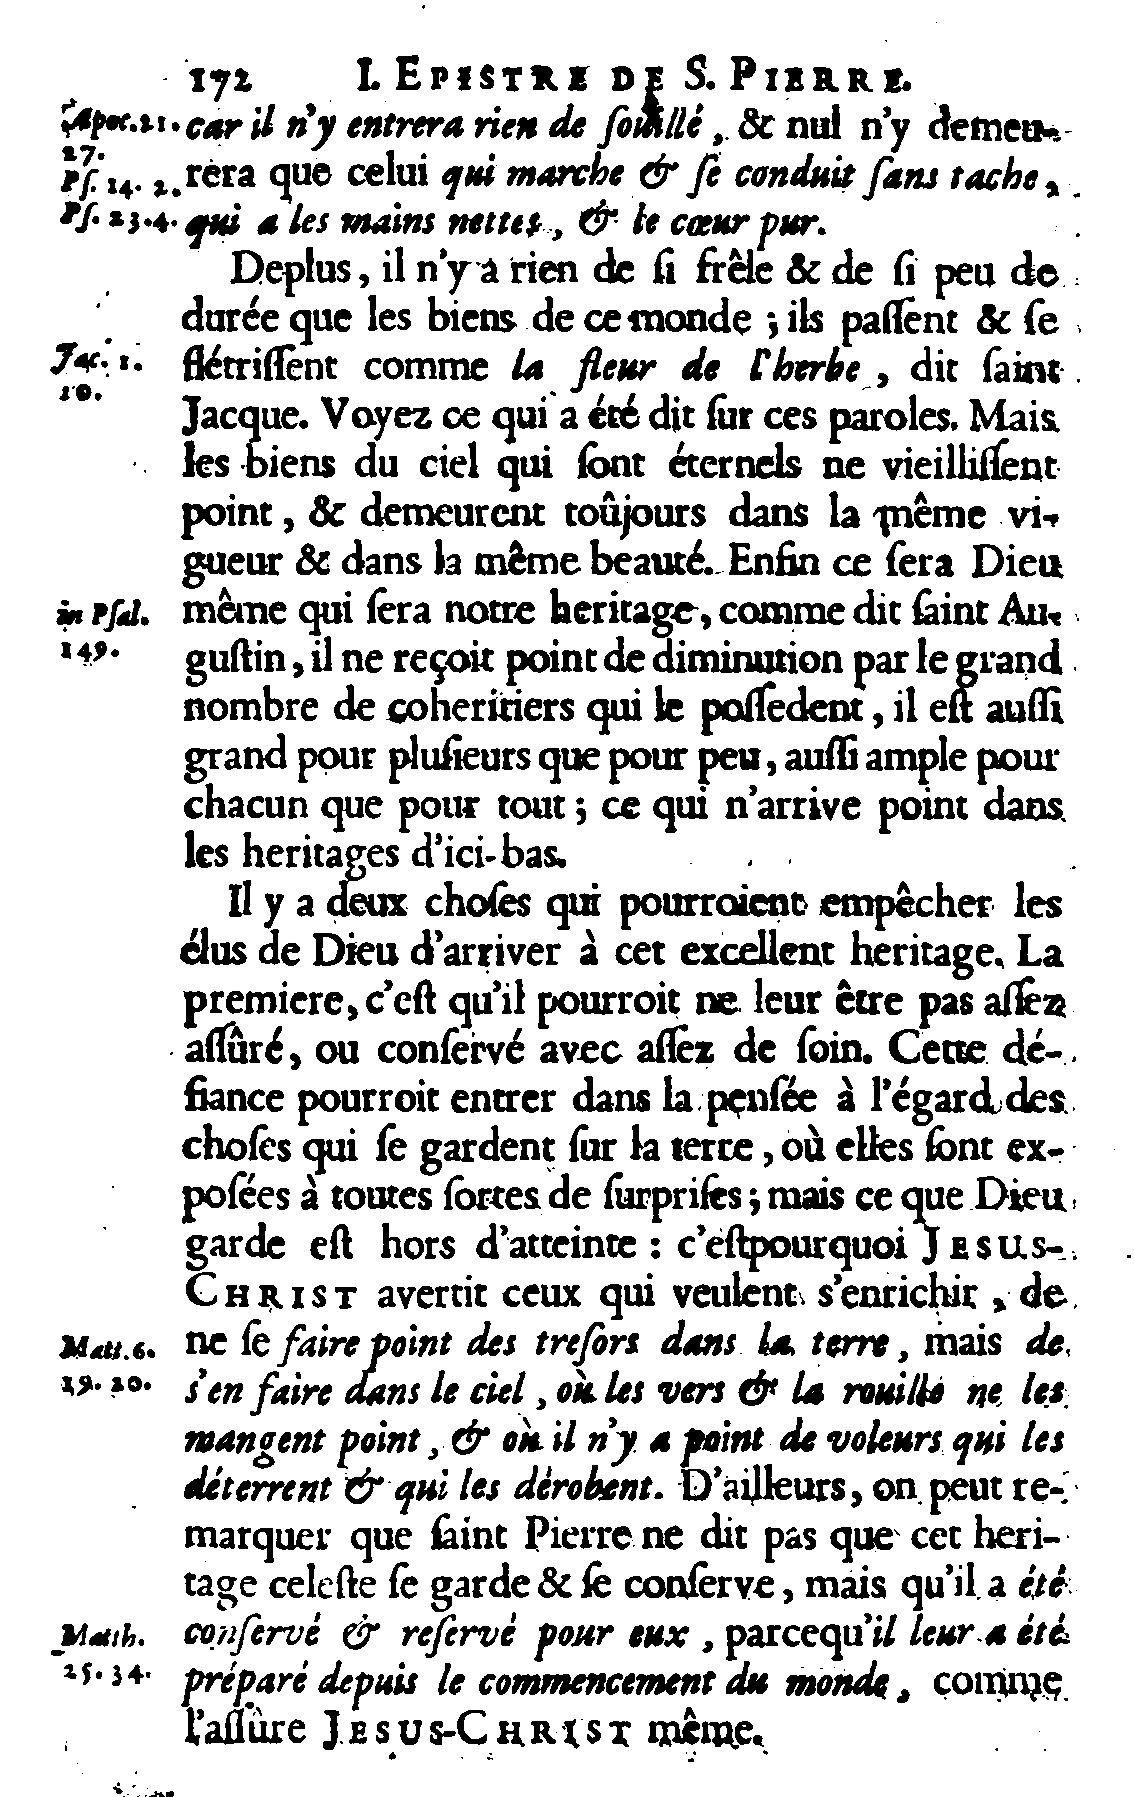 172 I. EPISTRE DE S. PIERRE.
Apoc. 21. car il n'y entrera rien de ſoüillé, & nul n'y demeu-
27.
Pſ. 14. 2. rera que celui qui marche & ſe conduit ſans tache,
Pſ. 23. 4. qui a les mains nettes, & le cœur pur.
Deplus, il n'y a rien de ſi frêle & de ſi peu de
durée que les biens de ce monde ; ils paſſent & ſe
Jac. 1. flétriſſent comme la fleur de l'herbe, dit ſaint
10.
Jacque. Voyez ce qui a été dit ſur ces paroles. Mais
les biens du ciel qui ſont éternels ne vieilliſſent
point, & demeurent toûjours dans la même vi-
gueur & dans la même beauté. Enfin ce ſera Dieu
in Pſal. même qui ſera notre heritage, comme dit ſaint Au-
149. guſtin, il ne reçoit point de diminution par le grand
nombre de coheritiers qui le poſſedent, il eſt auſſi
grand pour pluſieurs que pour peu, auſſi ample pour
chacun que pour tout ; ce qui n'arrive point dans
les heritages d'ici-bas.
Il y a deux choſes qui pourroient empêcher les
élus de Dieu d'arriver à cet excellent heritage. La
premiere, c'eſt qu'il pourroit ne leur être pas aſſez
aſſûré, ou conſervé avec aſſez de ſoin. Cette dé-
fiance pourroit entrer dans la penſée à l'égard des
choſes qui ſe gardent ſur la terre, où elles ſont ex-
poſées à toutes ſortes de ſurpriſes ; mais ce que Dieu
garde eſt hors d'atteinte : c'eſtpourquoi JESUS-
CHRIST avertit ceux qui veulent s'enrichir, de
Matt. 6. ne ſe faire point des treſors dans la terre, mais de
19. 20. s'en faire dans le ciel, où les vers & la rouille ne les
mangent point, & où il n'y a point de voleurs qui les
déterrent & qui les dérobent. D'ailleurs, on peut re-
marquer que ſaint Pierre ne dit pas que cet heri-
tage celeſte ſe garde & ſe conſerve, mais qu'il a été
Matth. conſervé & reſervé pour eux, parcequ'il leur a été
25. 34. préparé depuis le commencement du monde, comme
l'aſſûre JESUS-CHRIST même.